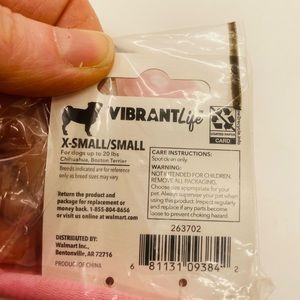 VIBRANTLife
X-SMALL/SMALL
For dogs up to 20 lbs
Chihuahua, Boston Terrier
Breeds indicated are for reference
only as breed sizes may vary
Return the product and
package for replacement or
money back. 1-855-804-8656
or visit us online at walmart.com
DISTRIBUTED BY:
Walmart Inc.
Bentonville, AR 72716
PRODUCT OF CHINA
CARD
CARE INSTRUCTIONS:
Spot clean only.
WARNING:
NOT INTENDED FOR CHILDREN.
REMOVE ALL PACKAGING.
Choose size appropriate for your
pet. Always supervise your pet when
using this product. Inspect regularly
and replace if any parts become
loose to prevent choking hazard.
263702
6 81131 09384 2